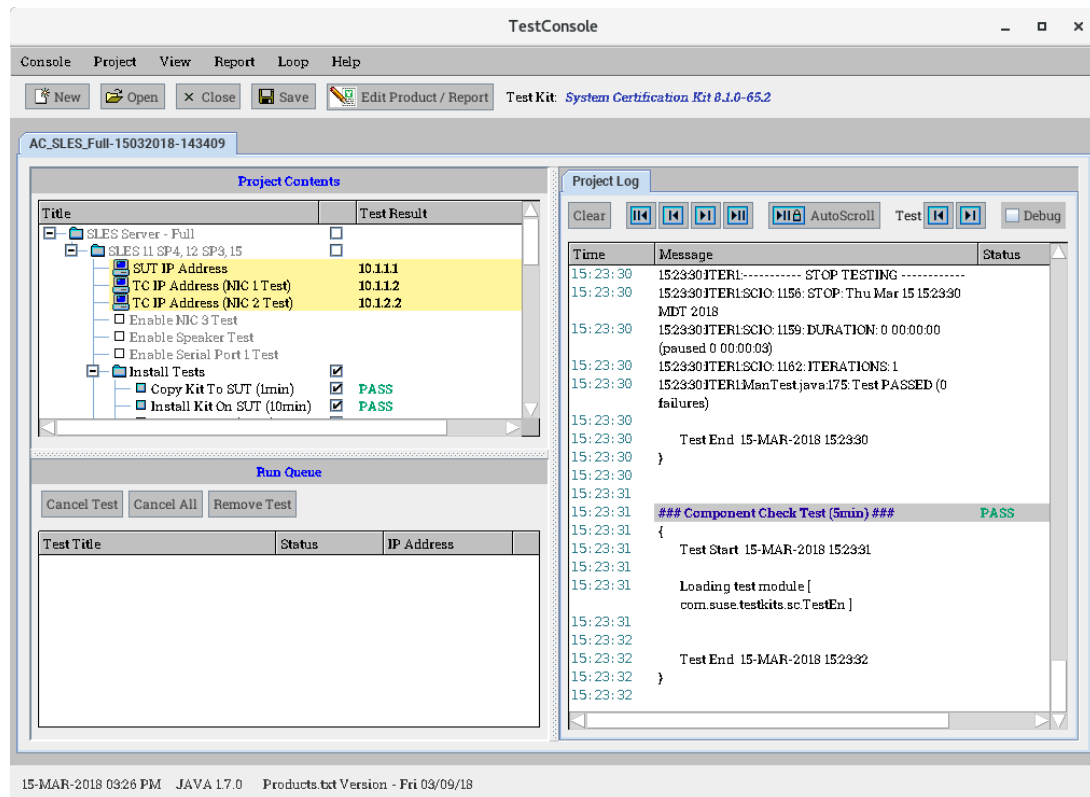 TestConsole
Console Project View Report Loop Help
New Open Close Save Edit Product / Report Test Kit: System Certification Kit 8.1.0-65.2
AC_SLES_Full-15032018-143409
Project Contents
Title Test Result
SLES Server - Full
SLES 11 SP4, 12 SP3, 15
SUT IP Address 10.1.1.1
TC IP Address (NIC 1 Test) 10.1.1.2
TC IP Address (NIC 2 Test) 10.1.2.2
Enable NIC 3 Test
Enable Speaker Test
Enable Serial Port 1 Test
Install Tests
Copy Kit To SUT (1min) PASS
Install Kit On SUT (10min) PASS
Run Queue
Cancel Test Cancel All Remove Test
Test Title Status IP Address
Project Log
Clear AutoScroll Test Debug
Time Message Status
15:23:30 15:23:30:ITER1:----------- STOP TESTING ------------
15:23:30 15:23:30:ITER1:SCIO: 1156: STOP: Thu Mar 15 15:23:30
MDT 2018
15:23:30 15:23:30:ITER1:SCIO: 1159: DURATION: 0 00:00:00
(paused 0 00:00:03)
15:23:30 15:23:30:ITER1:SCIO: 1162: ITERATIONS: 1
15:23:30 15:23:30:ITER1:ManTest.java:175: Test PASSED (0
failures)
15:23:30
15:23:30 Test End 15-MAR-2018 15:23:30
15:23:30 }
15:23:30
15:23:31
15:23:31 ### Component Check Test (5min) ### PASS
15:23:31 {
15:23:31 Test Start 15-MAR-2018 15:23:31
15:23:31
15:23:31 Loading test module [
com.suse.testkits.sc.TestEn ]
15:23:31
15:23:32
15:23:32 Test End 15-MAR-2018 15:23:32
15:23:32 }
15:23:32
15-MAR-2018 03:26 PM JAVA 1.7.0 Products.txt Version - Fri 03/09/18